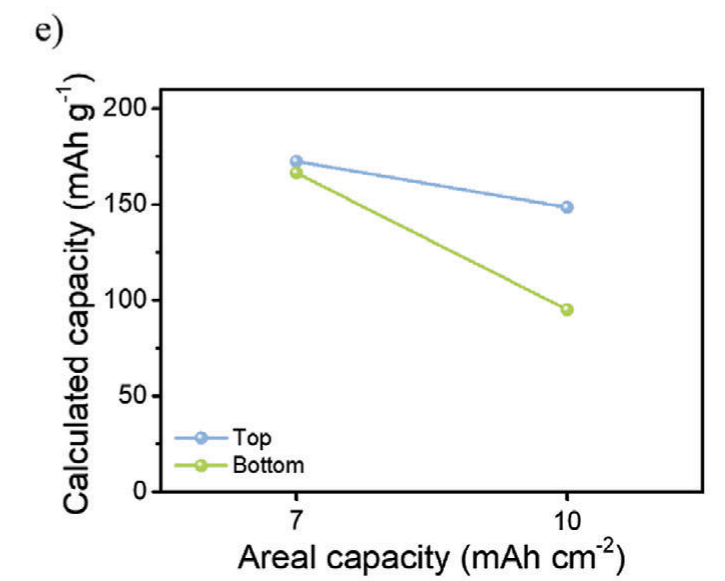 e)
Calculated capacity (mAh g⁻¹)
200
150
100
50
0
Top
Bottom
7
10
Areal capacity (mAh cm⁻²)